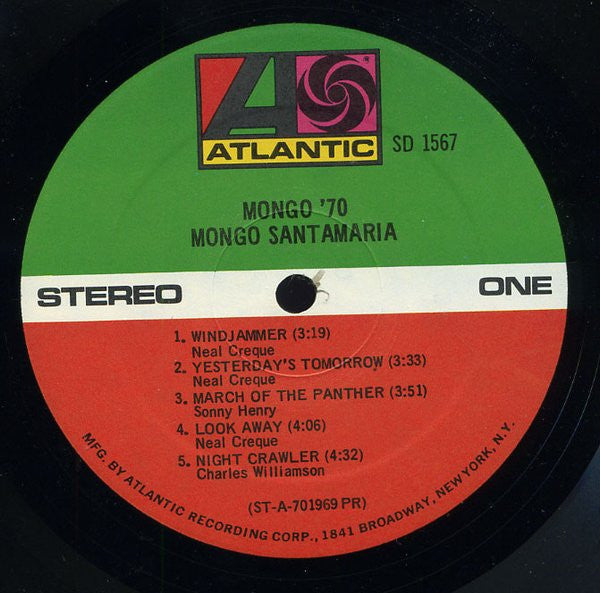 ATLANTIC
SD 1567
MONGO '70
MONGO SANTAMARIA
STEREO
ONE
1. WINDJAMMER (3:19)
Neal Creque
2. YESTERDAY'S TOMORROW (3:33)
Neal Creque
3. MARCH OF THE PANTHER (3:51)
Sonny Henry
4. LOOK AWAY (4:06)
Neal Creque
5. NIGHT CRAWLER (4:32)
Charles Williamson
(ST-A-701969 PR)
MFG. BY ATLANTIC RECORDING CORP., 1841 BROADWAY, NEW YORK, N.Y.